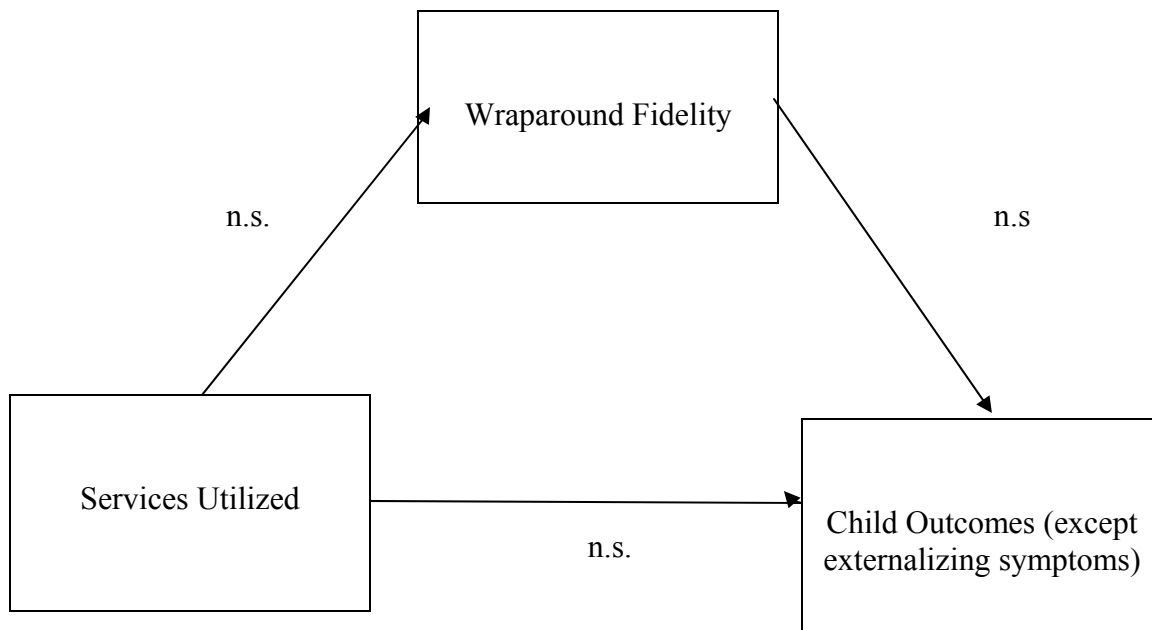 Wraparound Fidelity
n.s.
n.s
Services Utilized
n.s.
Child Outcomes (except
externalizing symptoms)